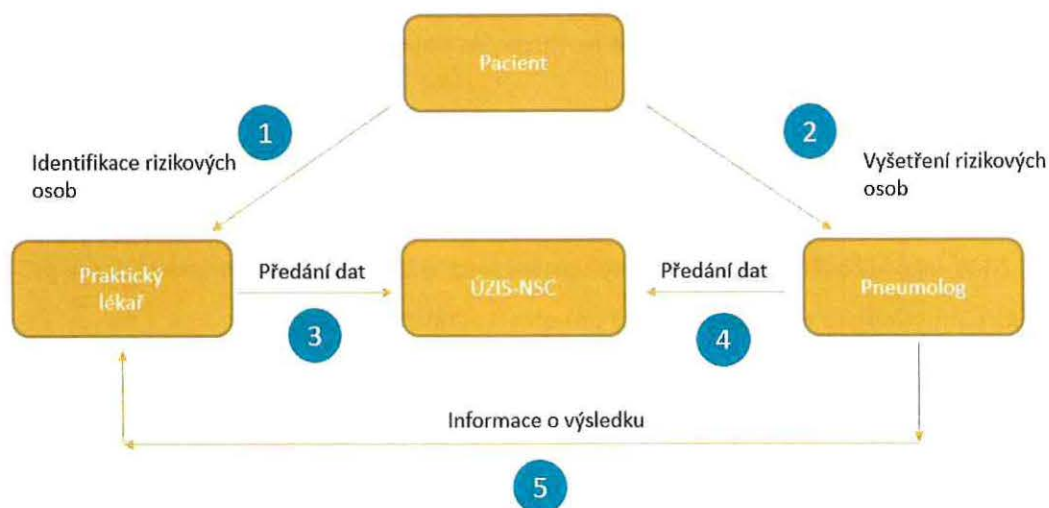 Pacient
1
2
Identifikace rizikových
osob
Vyšetření rizikových
osob
Praktický
lékař
Předání dat
ÚZIS-NSC
Předání dat
Pneumolog
3
4
Informace o výsledku
5